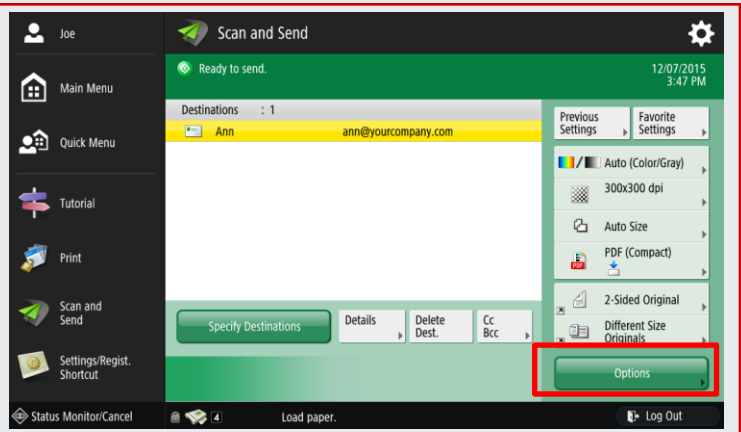 Joe
Scan and Send
Ready to send.
12/07/2015
3:47 PM
Main Menu
Quick Menu
Tutorial
Print
Scan and
Send
Settings/Regist.
Shortcut
Destinations : 1
Ann ann@yourcompany.com
Previous
Settings
Favorite
Settings
Auto (Color/Gray)
300x300 dpi
Auto Size
PDF
PDF (Compact)
2-Sided Original
Different Size
Originals
Specify Destinations
Details
Delete
Dest.
Cc
Bcc
Options
Status Monitor/Cancel
4
Load paper.
Log Out